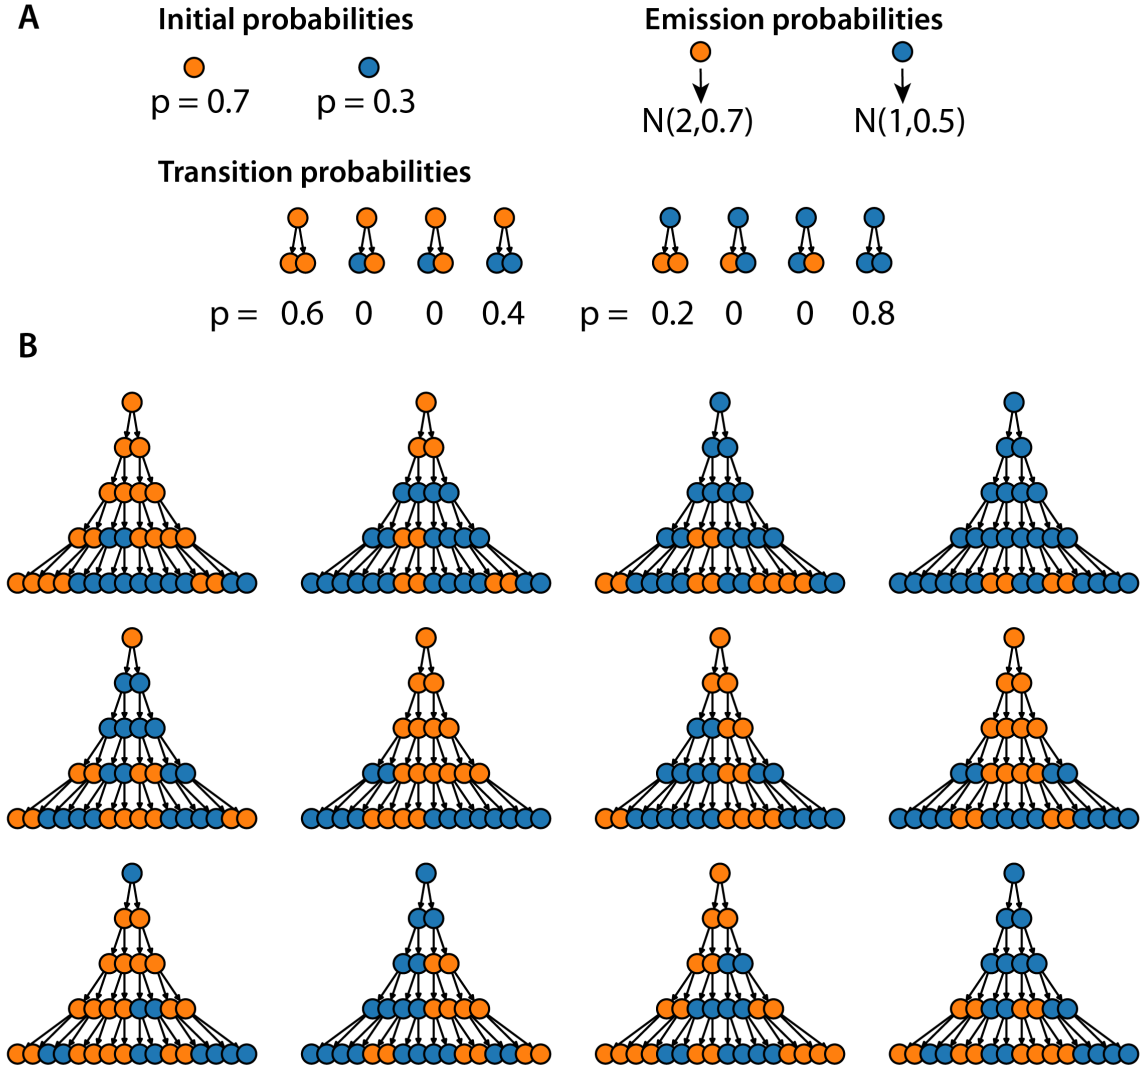 A
Initial probabilities
Emission probabilities
p = 0.7
p = 0.3
N(2,0.7)
N(1,0.5)
Transition probabilities
p = 0.6 0 0 0.4
p = 0.2 0 0 0.8
B